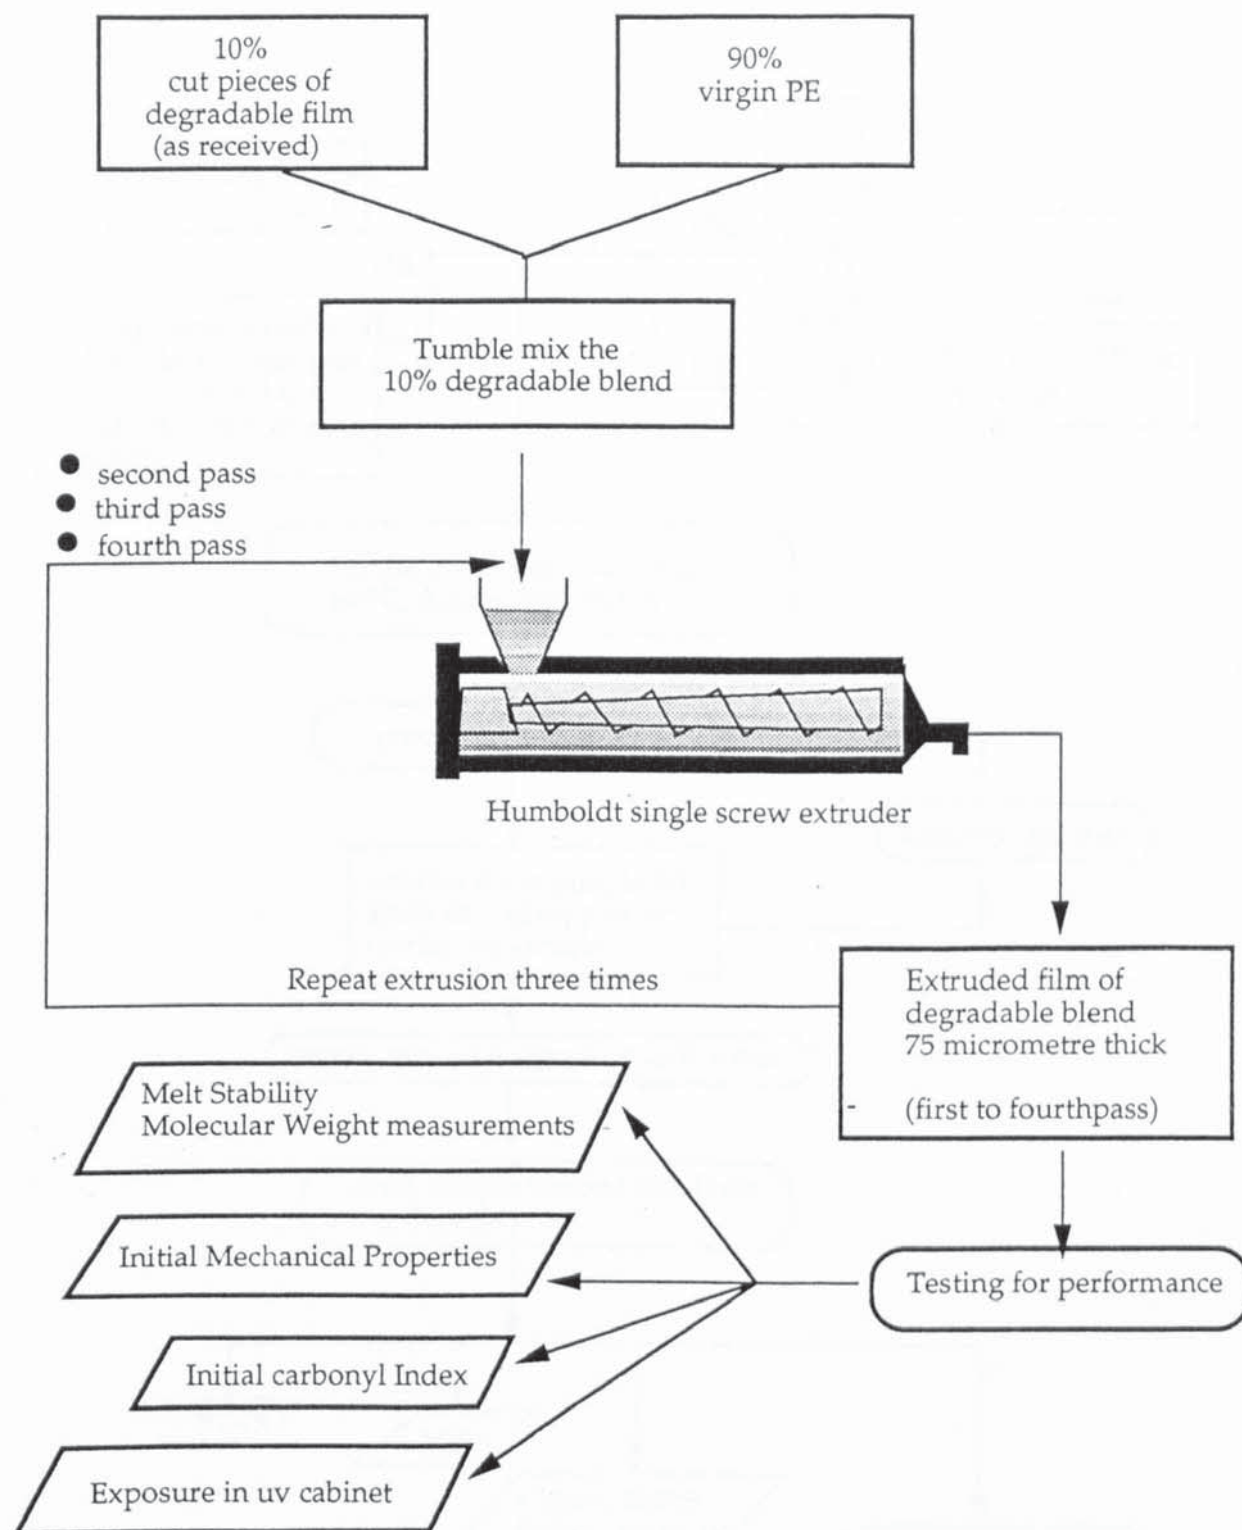 10%
cut pieces of
degradable film
(as received)
90%
virgin PE
Tumble mix the
10% degradable blend
second pass
third pass
fourth pass
Humboldt single screw extruder
Repeat extrusion three times
Extruded film of
degradable blend
75 micrometre thick
(first to fourthpass)
Melt Stability
Molecular Weight measurements
Initial Mechanical Properties
Testing for performance
Initial carbonyl Index
Exposure in uv cabinet